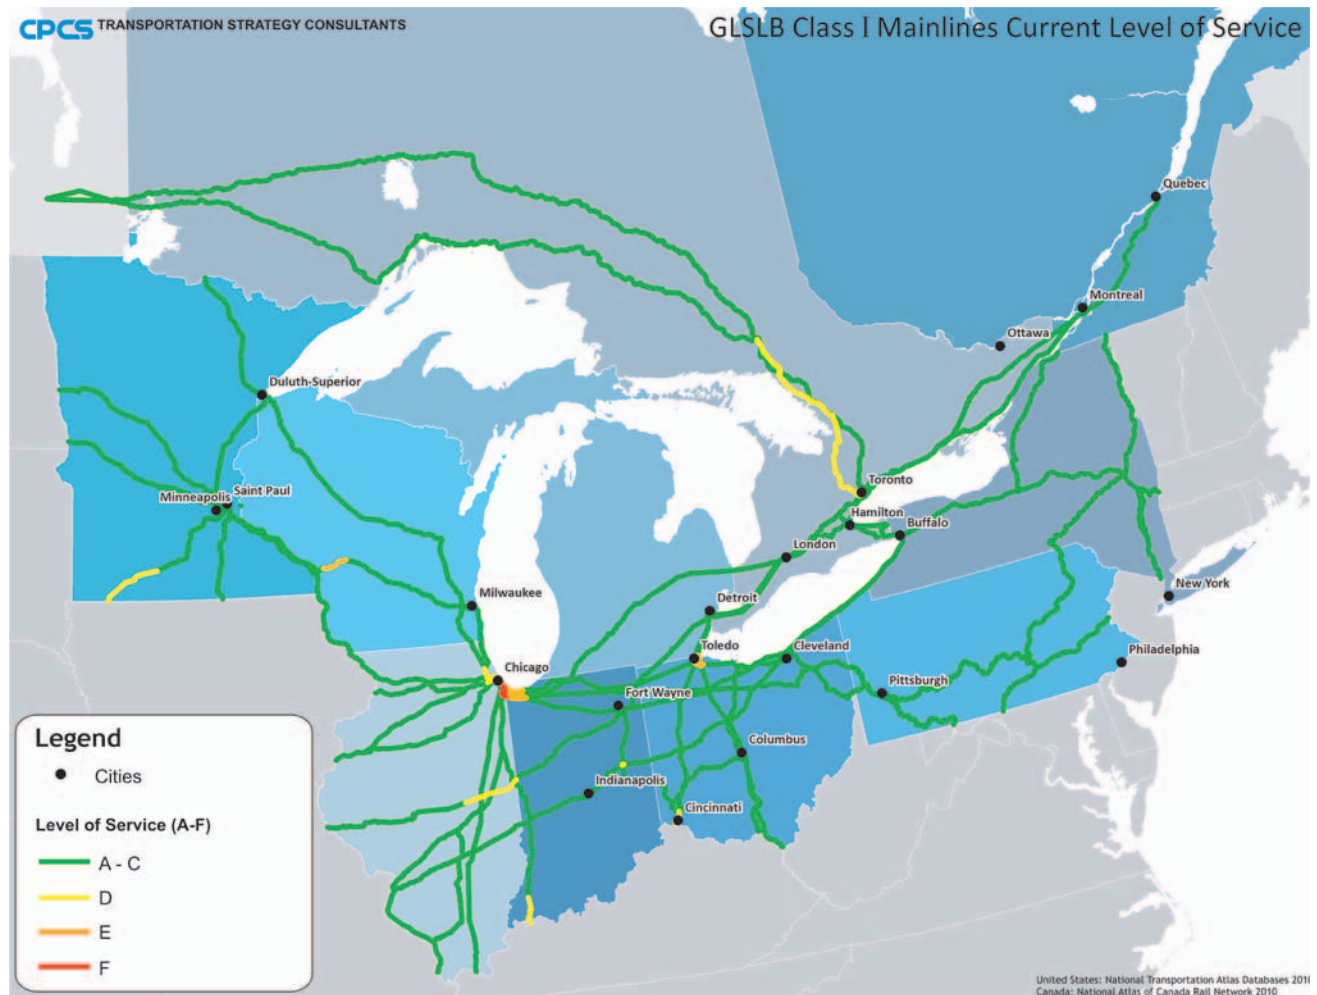 CPCS TRANSPORTATION STRATEGY CONSULTANTS
GLSLB Class I Mainlines Current Level of Service
Quebec
Montreal
Ottawa
Duluth-Superior
Toronto
Minneapolis
Saint Paul
Hamilton
Buffalo
London
New York
Milwaukee
Detroit
Toledo
Cleveland
Philadelphia
Chicago
Pittsburgh
Fort Wayne
Columbus
Indianapolis
Cincinnati
Legend
Cities
Level of Service (A-F)
A - C
D
E
F
United States: National Transportation Atlas Databases 2010
Canada: National Atlas of Canada Rail Network 2010